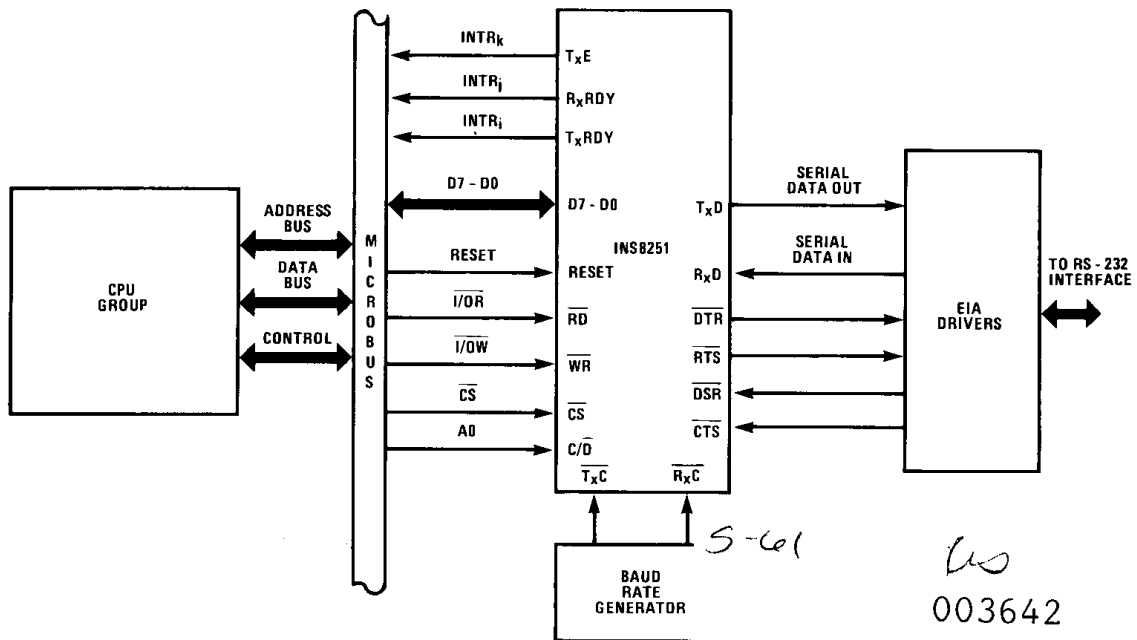 INTRk
TxE
INTRj
RxRDY
INTRi
TxRDY
D7 - D0
D7 - D0
INS8251
RESET
RESET
I/OR
RD
I/OW
WR
CS
CS
A0
C/D
TxC
RxC
CPU
GROUP
ADDRESS
BUS
DATA
BUS
CONTROL
MICROBUS
SERIAL
DATA OUT
TxD
SERIAL
DATA IN
RxD
DTR
RTS
DSR
CTS
EIA
DRIVERS
TO RS - 232
INTERFACE
BAUD
RATE
GENERATOR
S-61
003642